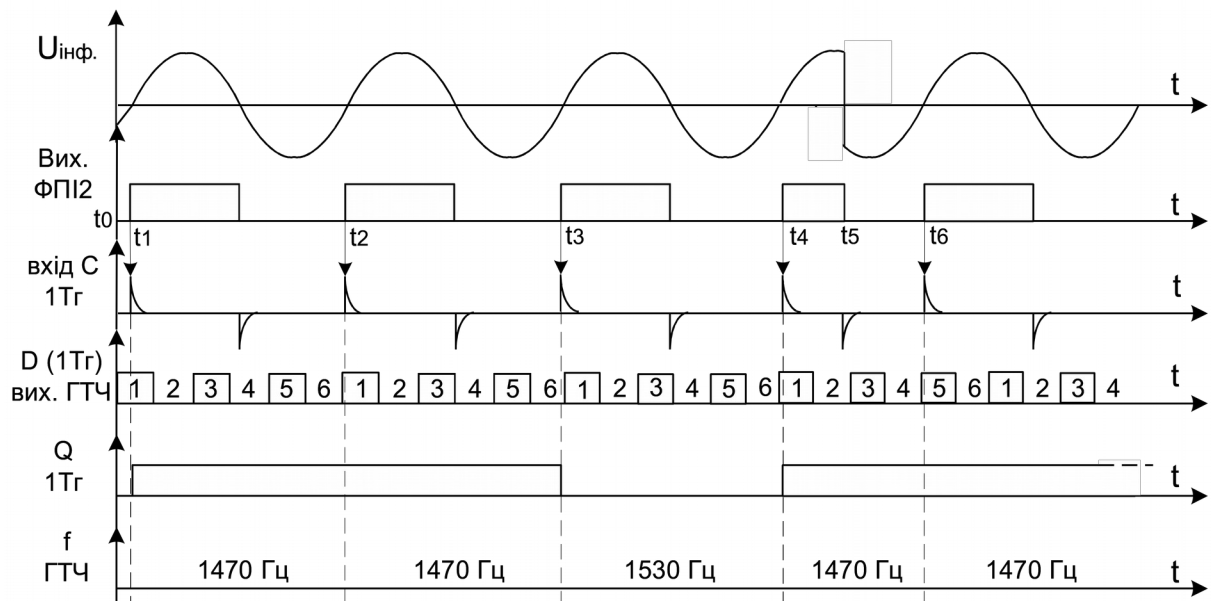 Uінф.
t
Вих.
ФПІ2
t0
t
t1 t2 t3 t4 t5 t6
вхід C
1Тг
t
D (1Тг)
вих. ГТЧ
1 2 3 4 5 6 1 2 3 4 5 6 1 2 3 4 5 6 1 2 3 4 5 6 1 2 3 4
t
Q
1Тг
t
f
ГТЧ
1470 Гц 1470 Гц 1530 Гц 1470 Гц 1470 Гц
t